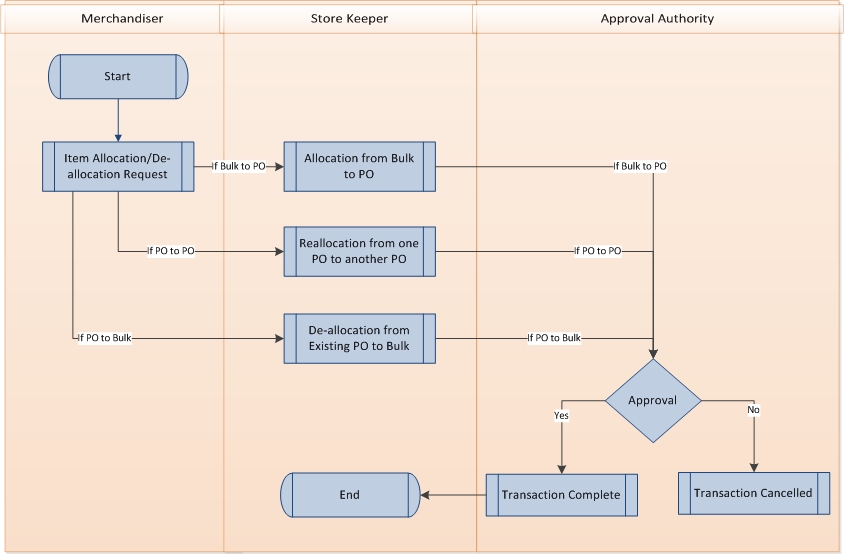 Merchandiser
Store Keeper
Approval Authority
Start
Item Allocation/De-
allocation Request
If Bulk to PO
Allocation from Bulk
to PO
If Bulk to PO
If PO to PO
Reallocation from one
PO to another PO
If PO to PO
If PO to Bulk
De-allocation from
Existing PO to Bulk
If PO to Bulk
Approval
Yes
No
End
Transaction Complete
Transaction Cancelled